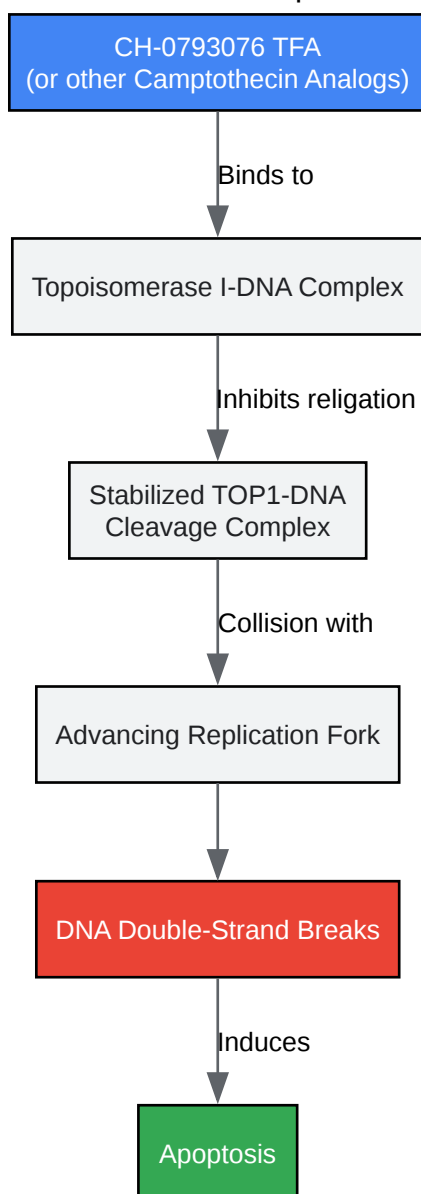 CH-0793076 TFA
(or other Camptothecin Analogs)
Binds to
Topoisomerase I-DNA Complex
Inhibits religation
Stabilized TOP1-DNA
Cleavage Complex
Collision with
Advancing Replication Fork
DNA Double-Strand Breaks
Induces
Apoptosis